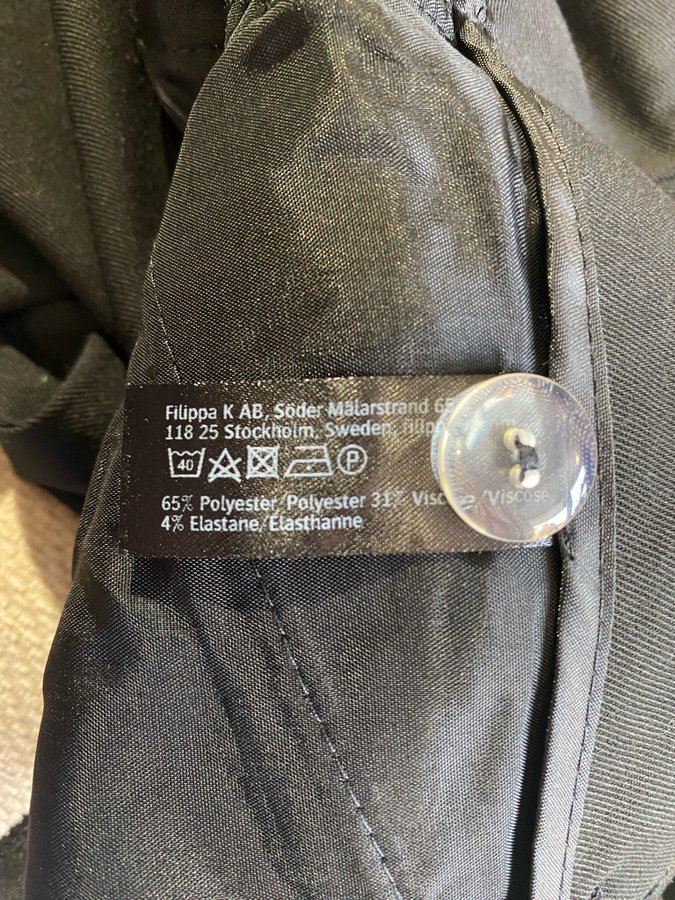 Filippa K AB, Söder Mälarstrand 65
118 25 Stockholm, Sweden, filipp
40 P
65% Polyester/Polyester 31% Viscose/Viscose
4% Elastane/Elasthanne